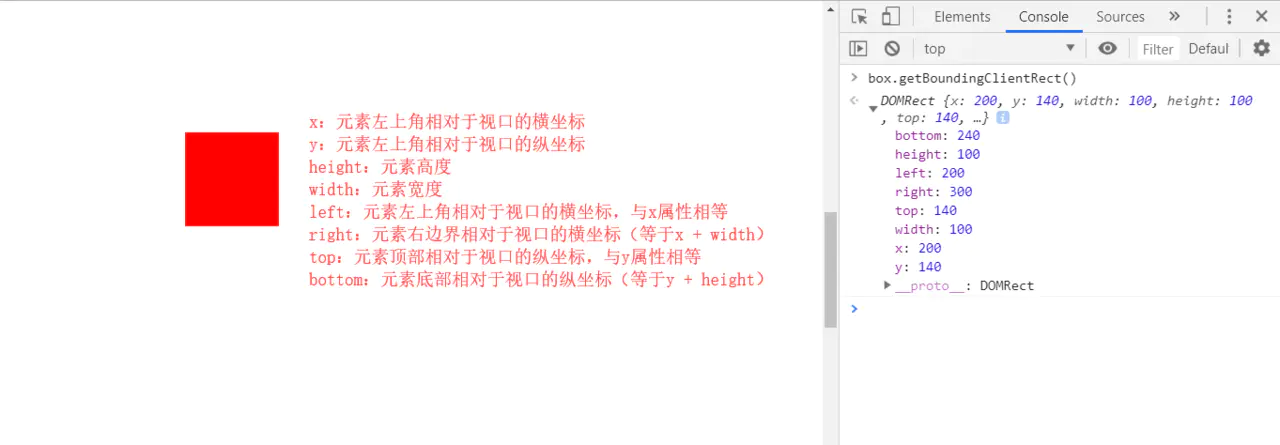 x：元素左上角相对于视口的横坐标
y：元素左上角相对于视口的纵坐标
height：元素高度
width：元素宽度
left：元素左上角相对于视口的横坐标，与x属性相等
right：元素右边界相对于视口的横坐标（等于x + width）
top：元素顶部相对于视口的纵坐标，与y属性相等
bottom：元素底部相对于视口的纵坐标（等于y + height）
Elements Console Sources »
top Filter Defaul
> box.getBoundingClientRect()
DOMRect {x: 200, y: 140, width: 100, height: 100
, top: 140, …} i
bottom: 240
height: 100
left: 200
right: 300
top: 140
width: 100
x: 200
y: 140
__proto__: DOMRect
>